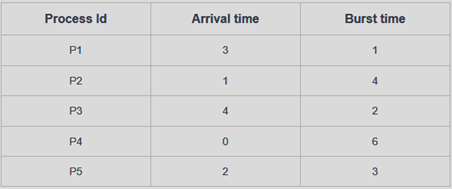 Process Id Arrival time Burst time
P1 3 1
P2 1 4
P3 4 2
P4 0 6
P5 2 3